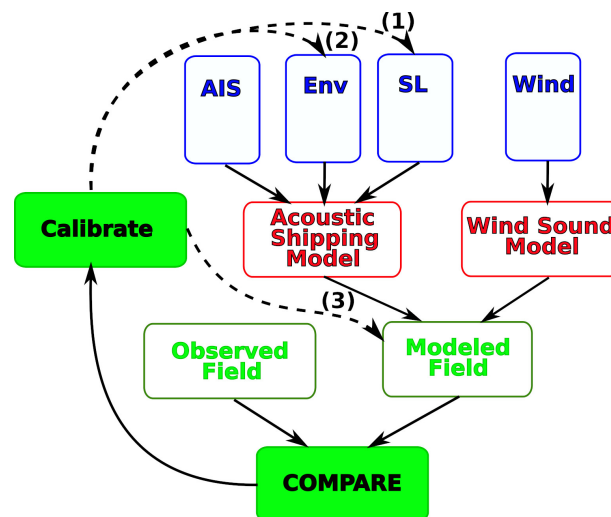 (1)
(2)
AIS
Env
SL
Wind
Acoustic
Shipping
Model
Wind Sound
Model
Calibrate
(3)
Observed
Field
Modeled
Field
COMPARE